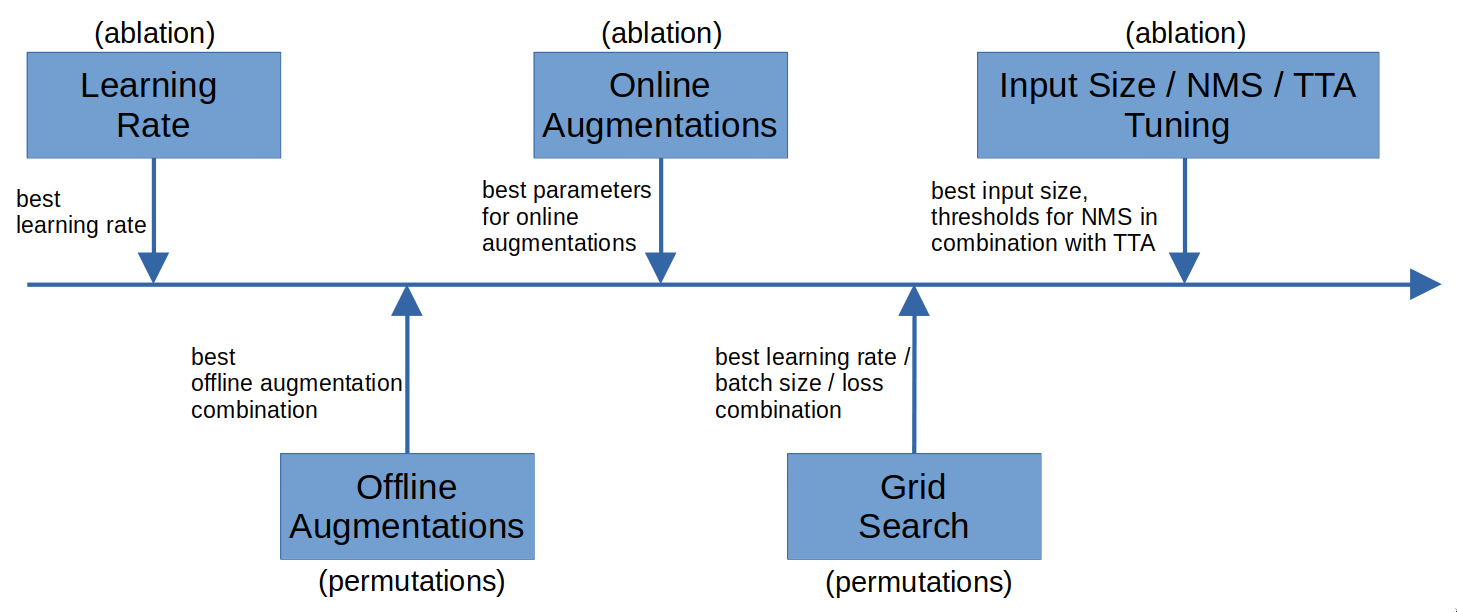 (ablation)
Learning
Rate
best
learning rate
(ablation)
Online
Augmentations
best parameters
for online
augmentations
(ablation)
Input Size / NMS / TTA
Tuning
best input size,
thresholds for NMS in
combination with TTA
best
offline augmentation
combination
Offline
Augmentations
(permutations)
best learning rate /
batch size / loss
combination
Grid
Search
(permutations)